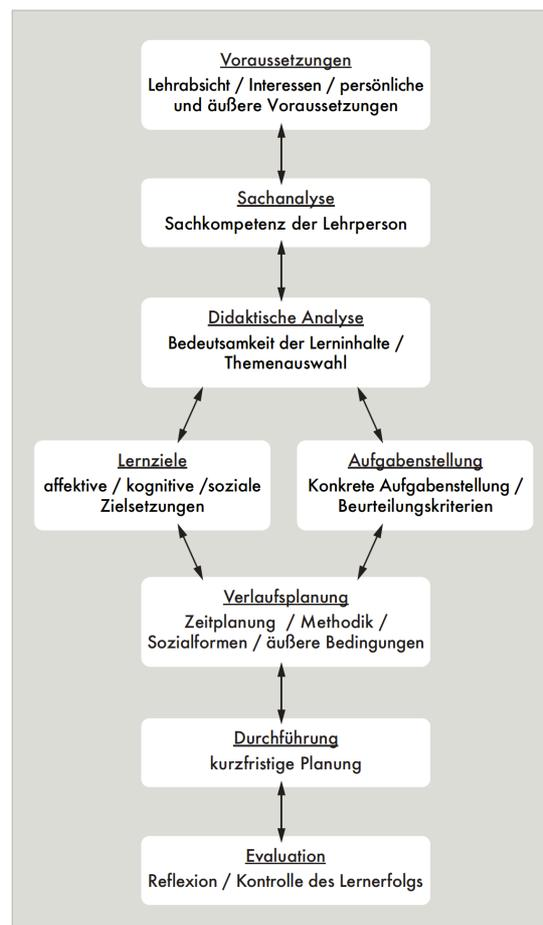 Voraussetzungen
Lehrabsicht / Interessen / persönliche
und äußere Voraussetzungen
Sachanalyse
Sachkompetenz der Lehrperson
Didaktische Analyse
Bedeutsamkeit der Lerninhalte /
Themenauswahl
Lernziele
affektive / kognitive /soziale
Zielsetzungen
Aufgabenstellung
Konkrete Aufgabenstellung /
Beurteilungskriterien
Verlaufsplanung
Zeitplanung / Methodik /
Sozialformen / äußere Bedingungen
Durchführung
kurzfristige Planung
Evaluation
Reflexion / Kontrolle des Lernerfolgs